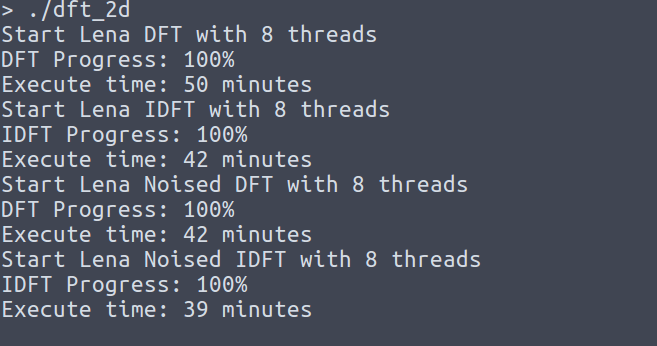 > ./dft_2d
Start Lena DFT with 8 threads
DFT Progress: 100%
Execute time: 50 minutes
Start Lena IDFT with 8 threads
IDFT Progress: 100%
Execute time: 42 minutes
Start Lena Noised DFT with 8 threads
DFT Progress: 100%
Execute time: 42 minutes
Start Lena Noised IDFT with 8 threads
IDFT Progress: 100%
Execute time: 39 minutes